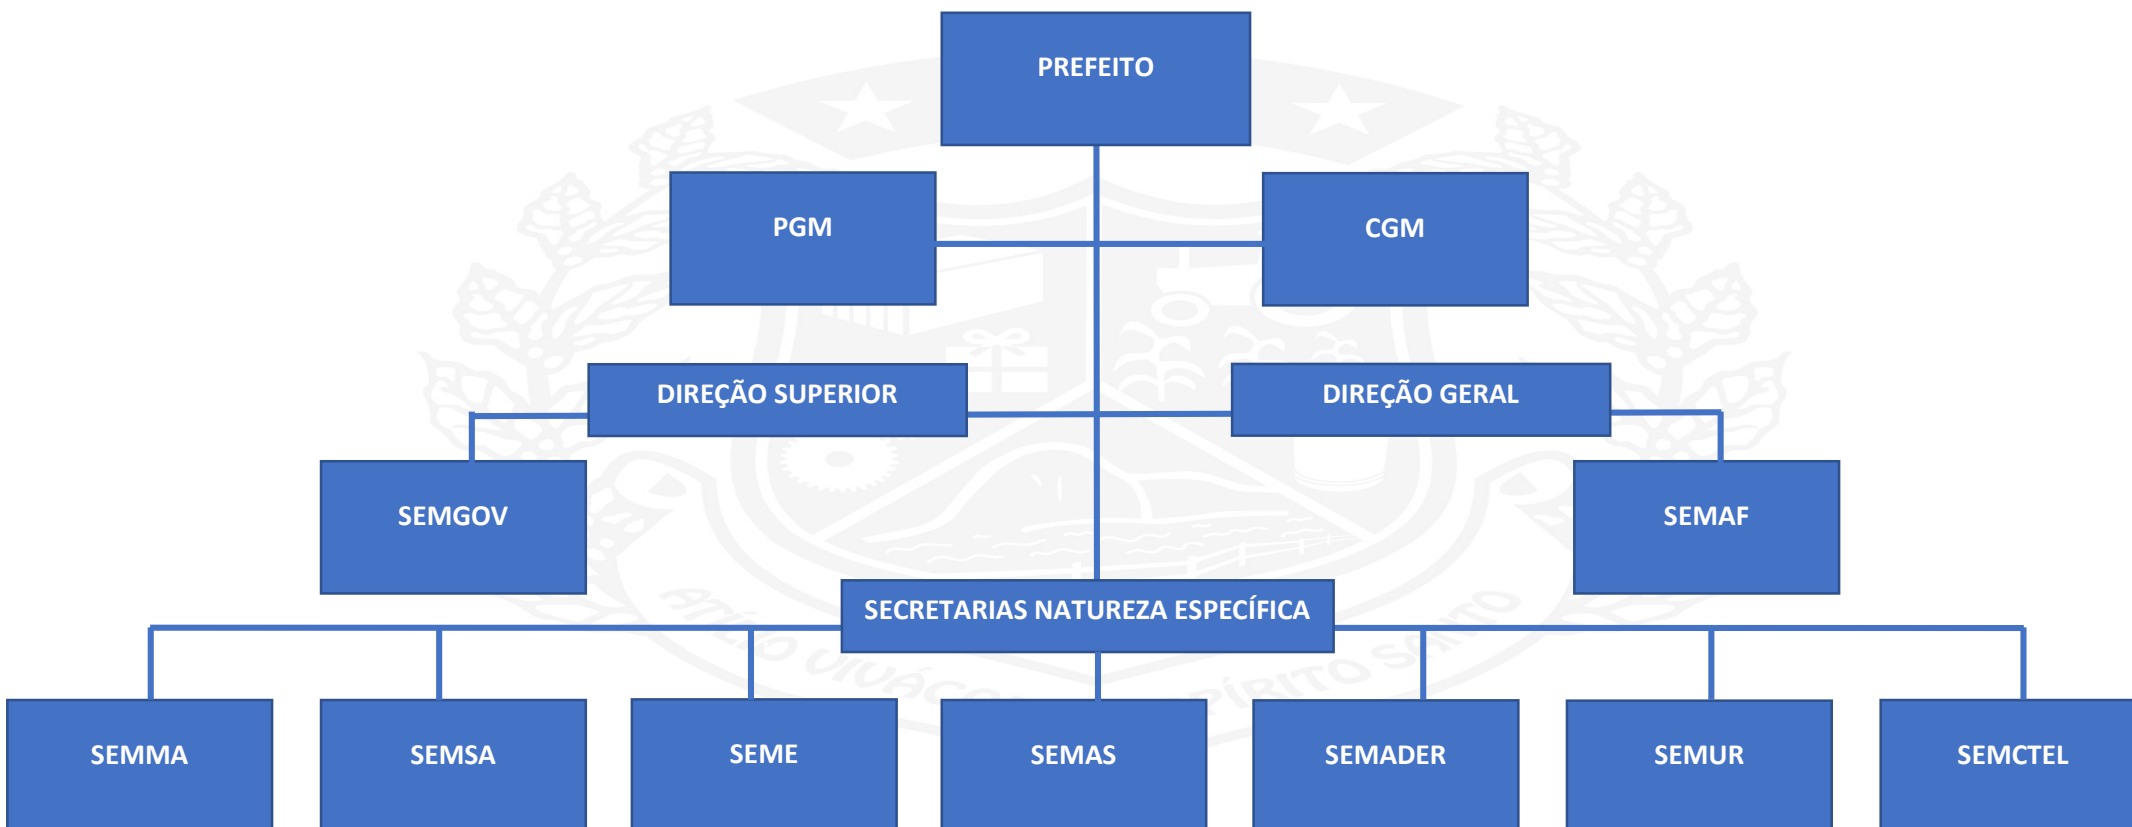 PREFEITO
PGM
CGM
DIREÇÃO SUPERIOR
DIREÇÃO GERAL
SEMGOV
SEMAF
SECRETARIAS NATUREZA ESPECÍFICA
SEMMA
SEMSA
SEME
SEMAS
SEMADER
SEMUR
SEMCTEL